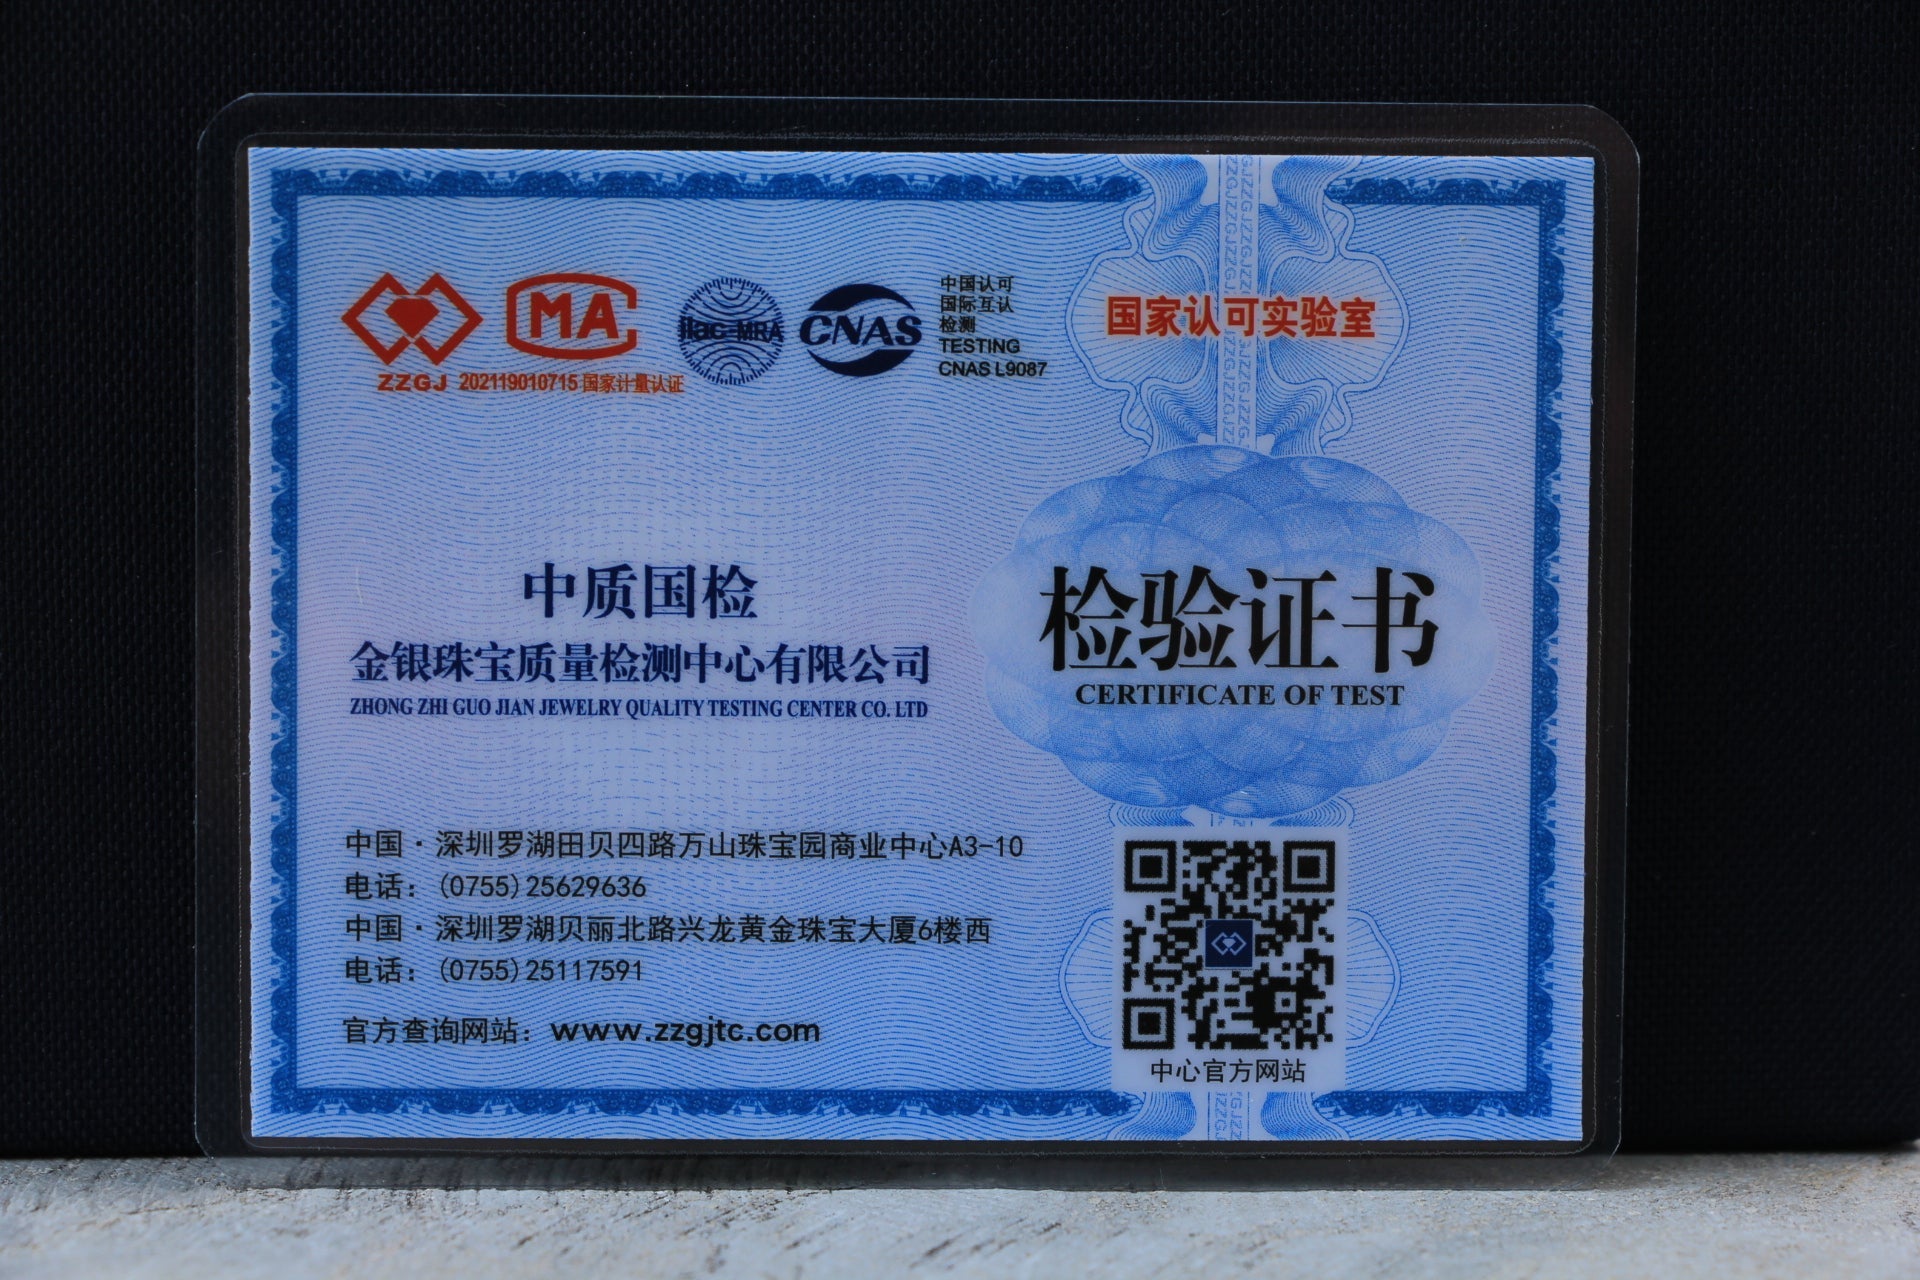 MA
ZZGJ 202119010715 国家计量认证
ilac-MRA
CNAS
中国认可
国际互认
检测
TESTING
CNAS L9087
国家认可实验室
中质国检
金银珠宝质量检测中心有限公司
ZHONG ZHI GUO JIAN JEWELRY QUALITY TESTING CENTER CO. LTD
检验证书
CERTIFICATE OF TEST
中国·深圳罗湖田贝四路万山珠宝园商业中心A3-10
电话：(0755)25629636
中国·深圳罗湖贝丽北路兴龙黄金珠宝大厦6楼西
电话：(0755)25117591
官方查询网站：www.zzgjtc.com
中心官方网站